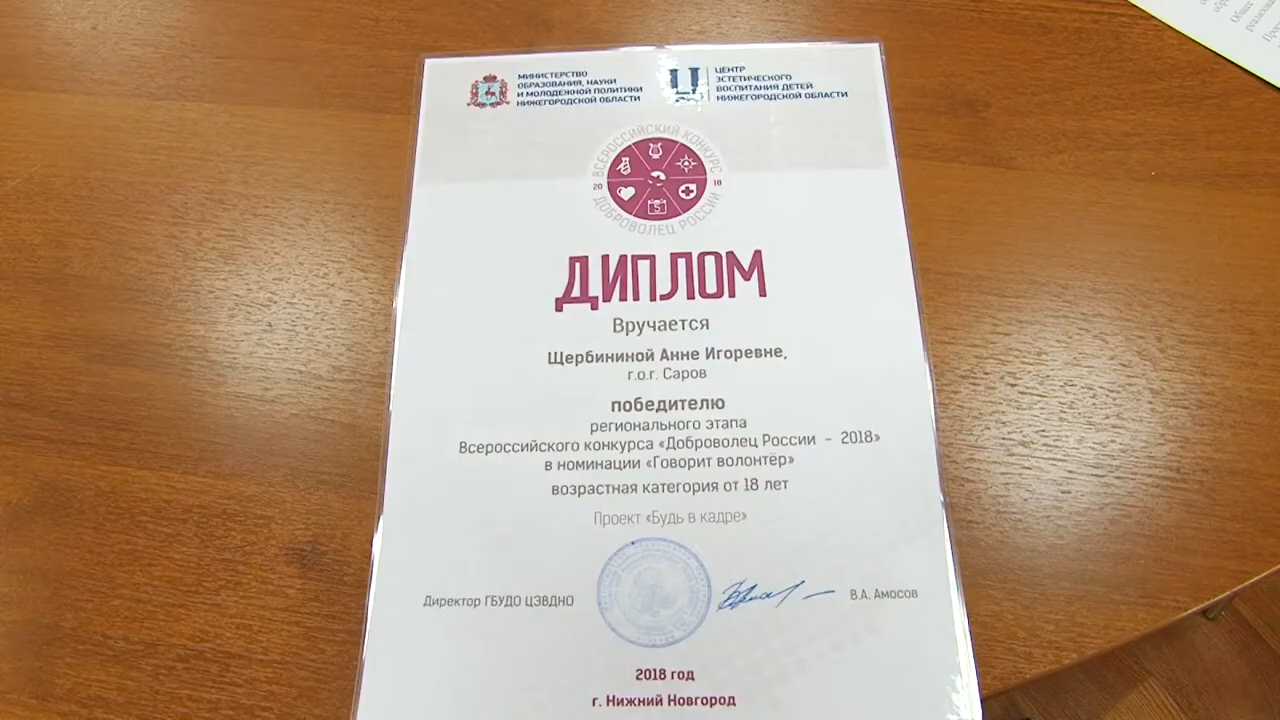 МИНИСТЕРСТВО
ОБРАЗОВАНИЯ, НАУКИ
И МОЛОДЕЖНОЙ ПОЛИТИКИ
НИЖЕГОРОДСКОЙ ОБЛАСТИ
ЦЕНТР
ЭСТЕТИЧЕСКОГО
ВОСПИТАНИЯ ДЕТЕЙ
НИЖЕГОРОДСКОЙ ОБЛАСТИ
ВСЕРОССИЙСКИЙ КОНКУРС
20 18
ДОБРОВОЛЕЦ РОССИИ
ДИПЛОМ
Вручается
Щербининой Анне Игоревне,
г.о.г. Саров
победителю
регионального этапа
Всероссийского конкурса «Доброволец России – 2018»
в номинации «Говорит волонтёр»
возрастная категория от 18 лет
Проект «Будь в кадре»
Директор ГБУДО ЦЭВДНО
В.А. Амосов
2018 год
г. Нижний Новгород